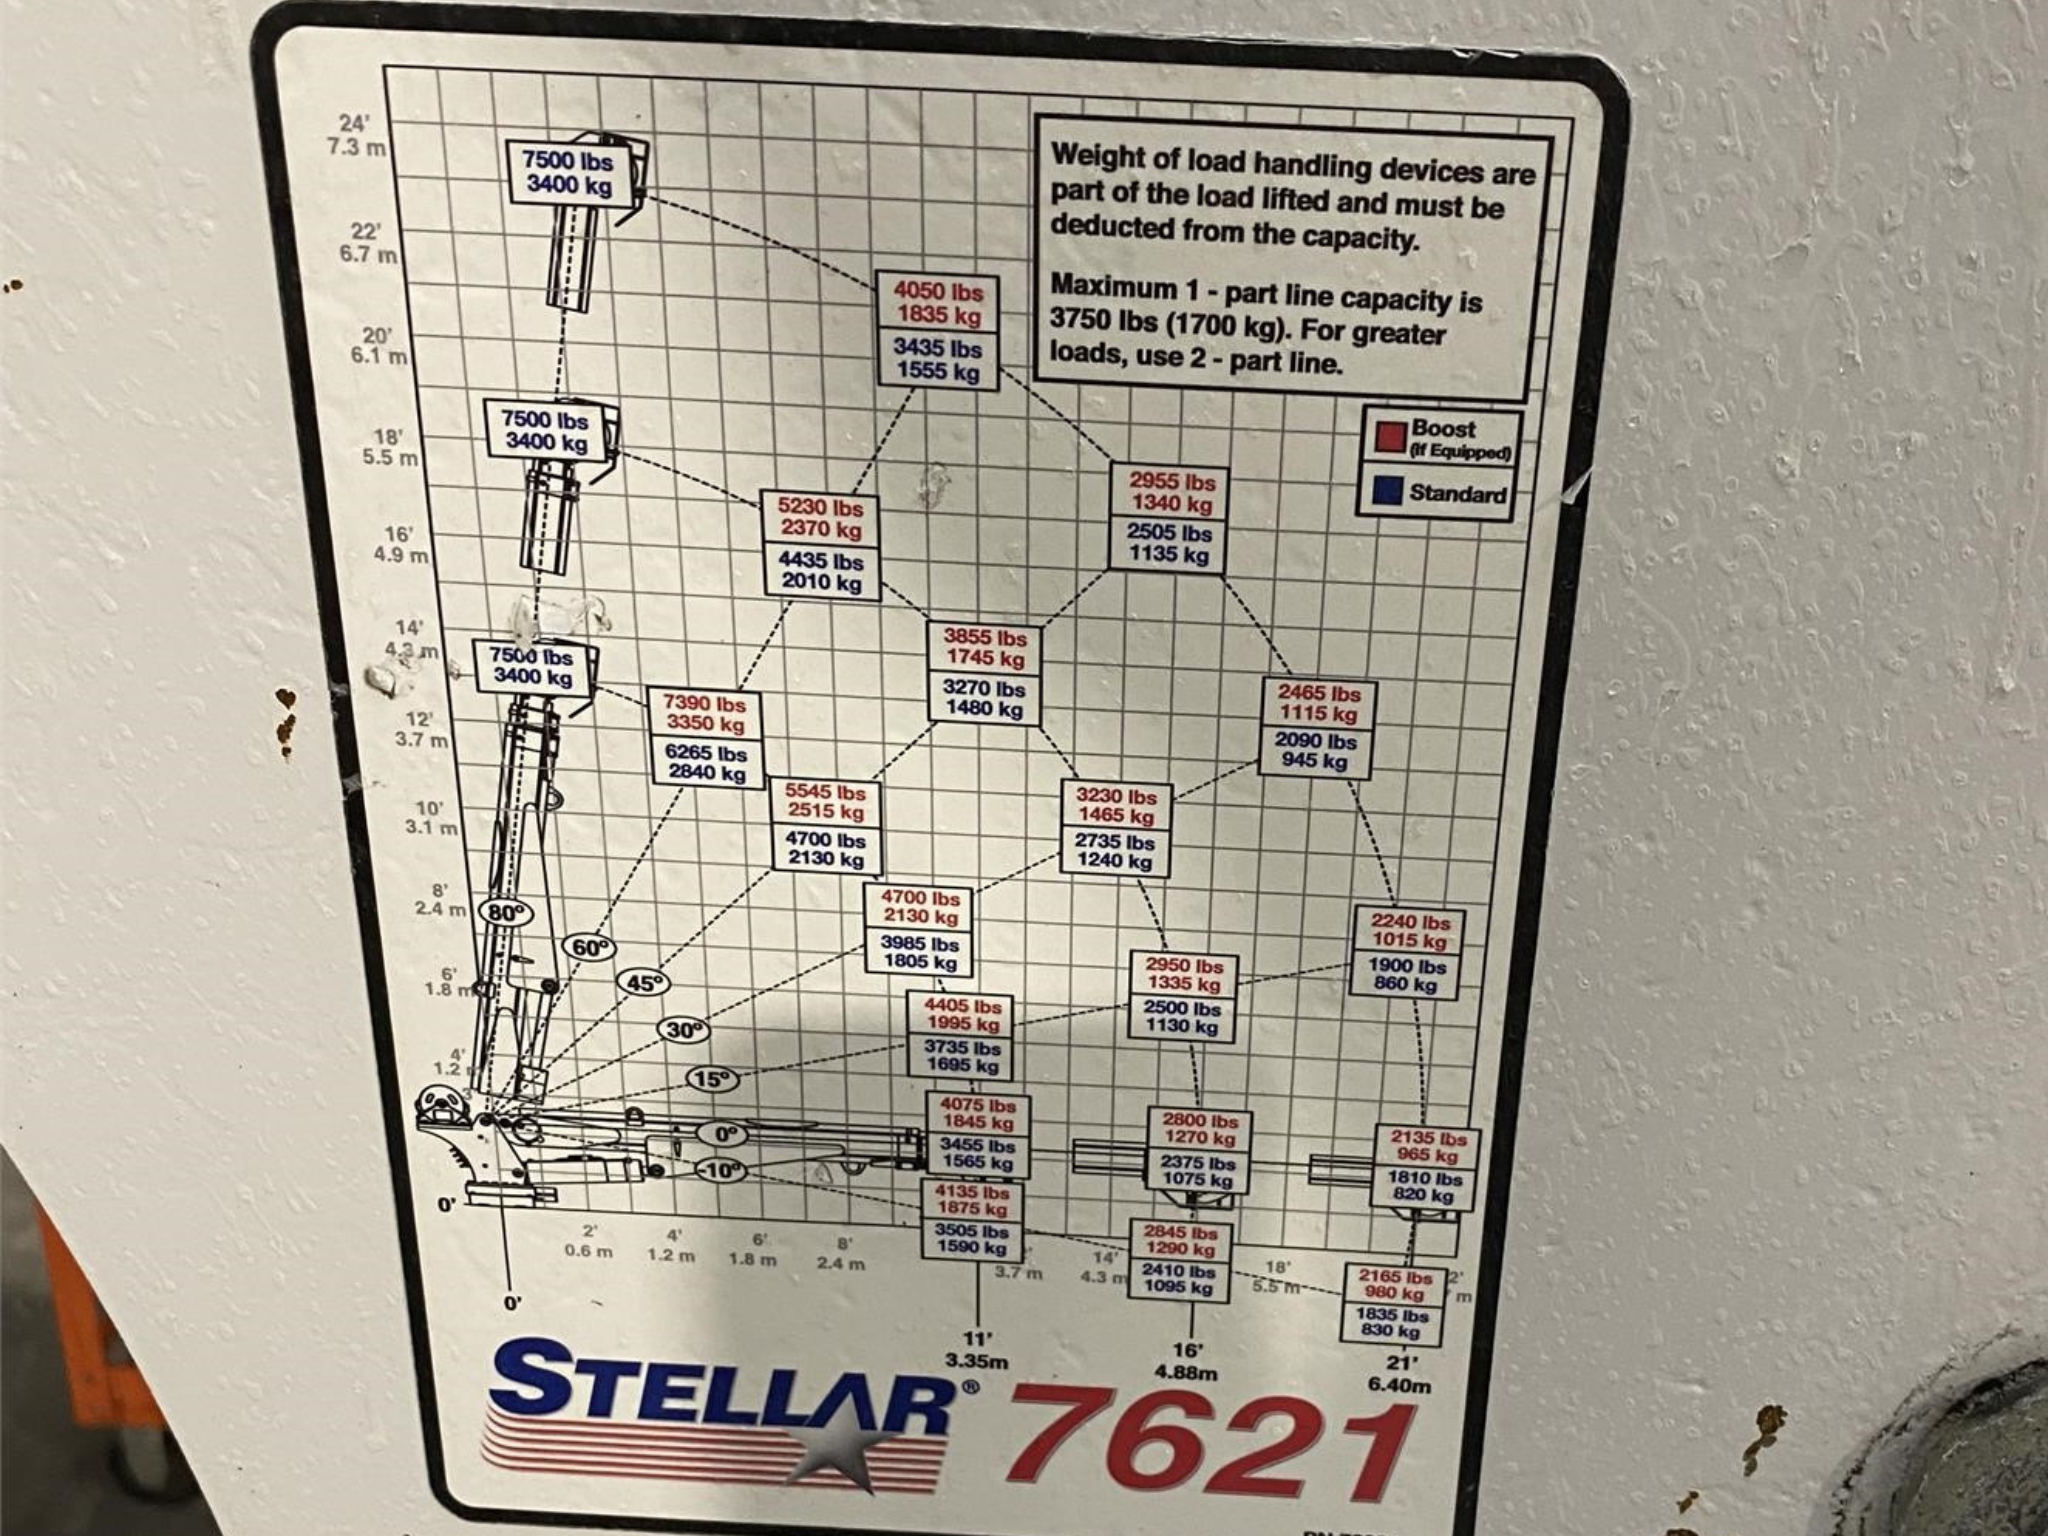 24'
7.3 m
22'
6.7 m
20'
6.1 m
18'
5.5 m
16'
4.9 m
14'
4.3 m
12'
3.7 m
10'
3.1 m
8'
2.4 m
6'
1.8 m
4'
1.2
3'
0'
Weight of load handling devices are
part of the load lifted and must be
deducted from the capacity.
Maximum 1 - part line capacity is
3750 lbs (1700 kg). For greater
loads, use 2 - part line.
Boost
(If Equipped)
Standard
7500 lbs
3400 kg
4050 lbs
1835 kg
3435 lbs
1555 kg
7500 lbs
3400 kg
2955 lbs
1340 kg
2505 lbs
1135 kg
5230 lbs
2370 kg
4435 lbs
2010 kg
3855 lbs
1745 kg
3270 lbs
1480 kg
7500 lbs
3400 kg
7390 lbs
3350 kg
6265 lbs
2840 kg
2465 lbs
1115 kg
2090 lbs
945 kg
5545 lbs
2515 kg
4700 lbs
2130 kg
3230 lbs
1465 kg
2735 lbs
1240 kg
4700 lbs
2130 kg
3985 lbs
1805 kg
2240 lbs
1015 kg
1900 lbs
860 kg
80º
60º
45º
30º
15º
0º
-10º
2950 lbs
1335 kg
2500 lbs
1130 kg
4405 lbs
1995 kg
3735 lbs
1695 kg
4075 lbs
1845 kg
3455 lbs
1565 kg
2800 lbs
1270 kg
2375 lbs
1075 kg
2135 lbs
965 kg
1810 lbs
820 kg
4135 lbs
1875 kg
3505 lbs
1590 kg
2845 lbs
1290 kg
2410 lbs
1095 kg
2165 lbs
980 kg
1835 lbs
830 kg
2'
0.6 m
4'
1.2 m
6'
1.8 m
8'
2.4 m
3.7 m
14'
4.3 m
18'
5.5 m
2'
m
0'
11'
3.35m
16'
4.88m
21'
6.40m
STELLAR® 7621